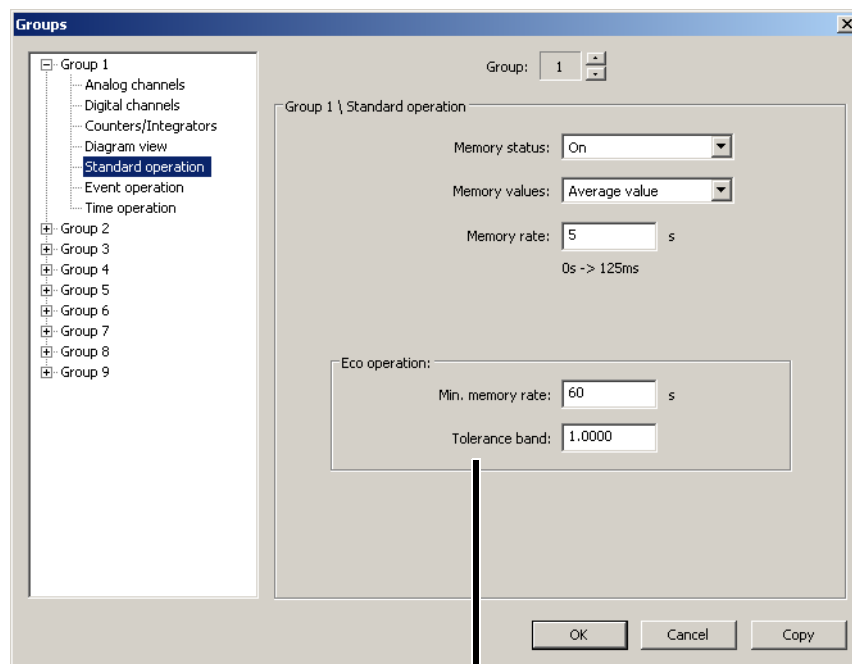 Groups
Group 1
Analog channels
Digital channels
Counters/Integrators
Diagram view
Standard operation
Event operation
Time operation
Group 2
Group 3
Group 4
Group 5
Group 6
Group 7
Group 8
Group 9
Group: 1
Group 1 \ Standard operation
Memory status: On
Memory values: Average value
Memory rate: 5 s
0s -> 125ms
Eco operation:
Min. memory rate: 60 s
Tolerance band: 1.0000
OK Cancel Copy